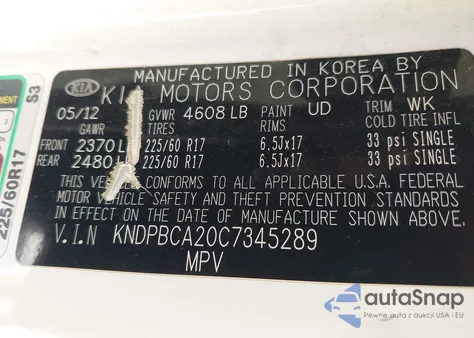 MANUFACTURED IN KOREA BY
KIA MOTORS CORPORATION
05/12 GVWR 4608 LB PAINT UD TRIM WK
GAWR TIRES RIMS COLD TIRE INFL
FRONT 2370 L 225/60 R17 6.5Jx17 33 psi SINGLE
REAR 2480 225/60 R17 6.5Jx17 33 psi SINGLE
THIS VEHICLE CONFORMS TO ALL APPLICABLE U.S.A. FEDERAL
MOTOR VEHICLE SAFETY AND THEFT PREVENTION STANDARDS
IN EFFECT ON THE DATE OF MANUFACTURE SHOWN ABOVE.
V.I.N KNDPBCA20C7345289
MPV
S3
225/60R17
autoSnap
Pewne auta z aukcji USA i EU